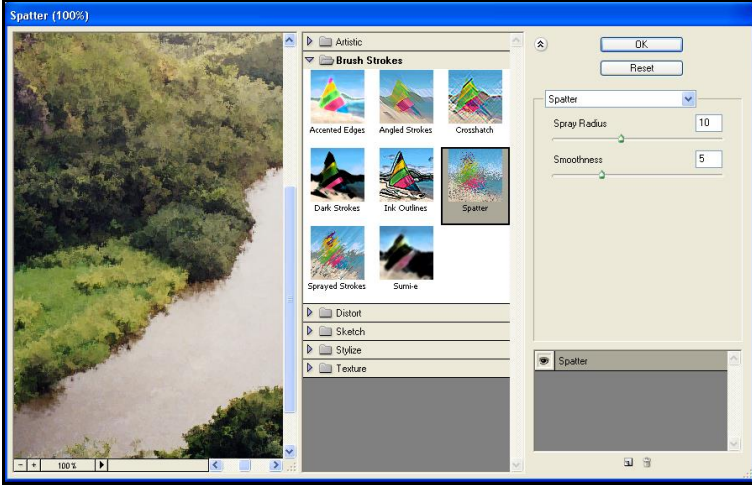 Spatter (100%)
Artistic
Brush Strokes
Accented Edges
Angled Strokes
Crosshatch
Dark Strokes
Ink Outlines
Spatter
Sprayed Strokes
Sumi-e
Distort
Sketch
Stylize
Texture
OK
Reset
Spatter
Spray Radius 10
Smoothness 5
Spatter
- + 100%